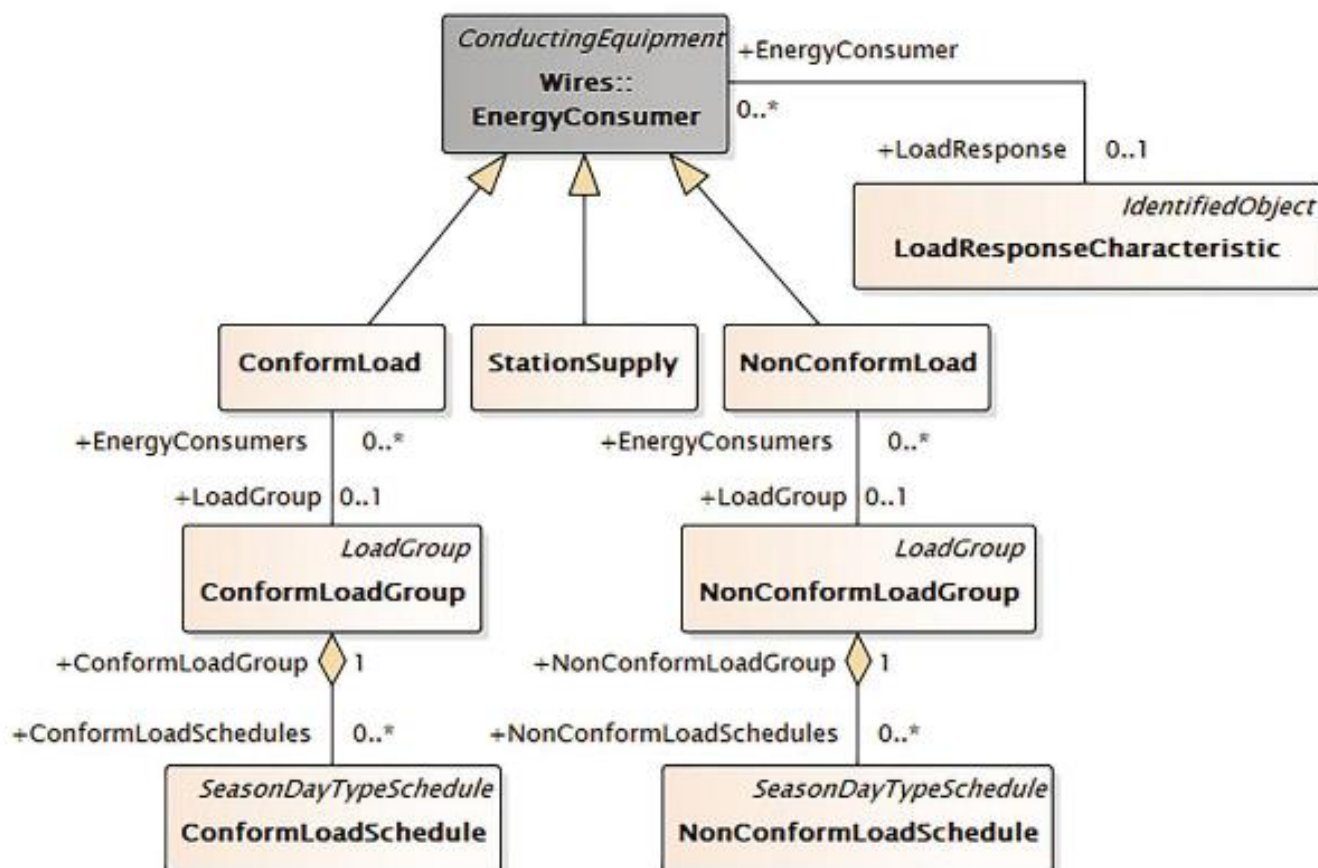 ConductingEquipment
Wires::
EnergyConsumer
+EnergyConsumer
0..*
+LoadResponse 0..1
IdentifiedObject
LoadResponseCharacteristic
ConformLoad
StationSupply
NonConformLoad
+EnergyConsumers 0..*
+LoadGroup 0..1
+EnergyConsumers 0..*
+LoadGroup 0..1
LoadGroup
ConformLoadGroup
LoadGroup
NonConformLoadGroup
+ConformLoadGroup 1
+ConformLoadSchedules 0..*
+NonConformLoadGroup 1
+NonConformLoadSchedules 0..*
SeasonDayTypeSchedule
ConformLoadSchedule
SeasonDayTypeSchedule
NonConformLoadSchedule